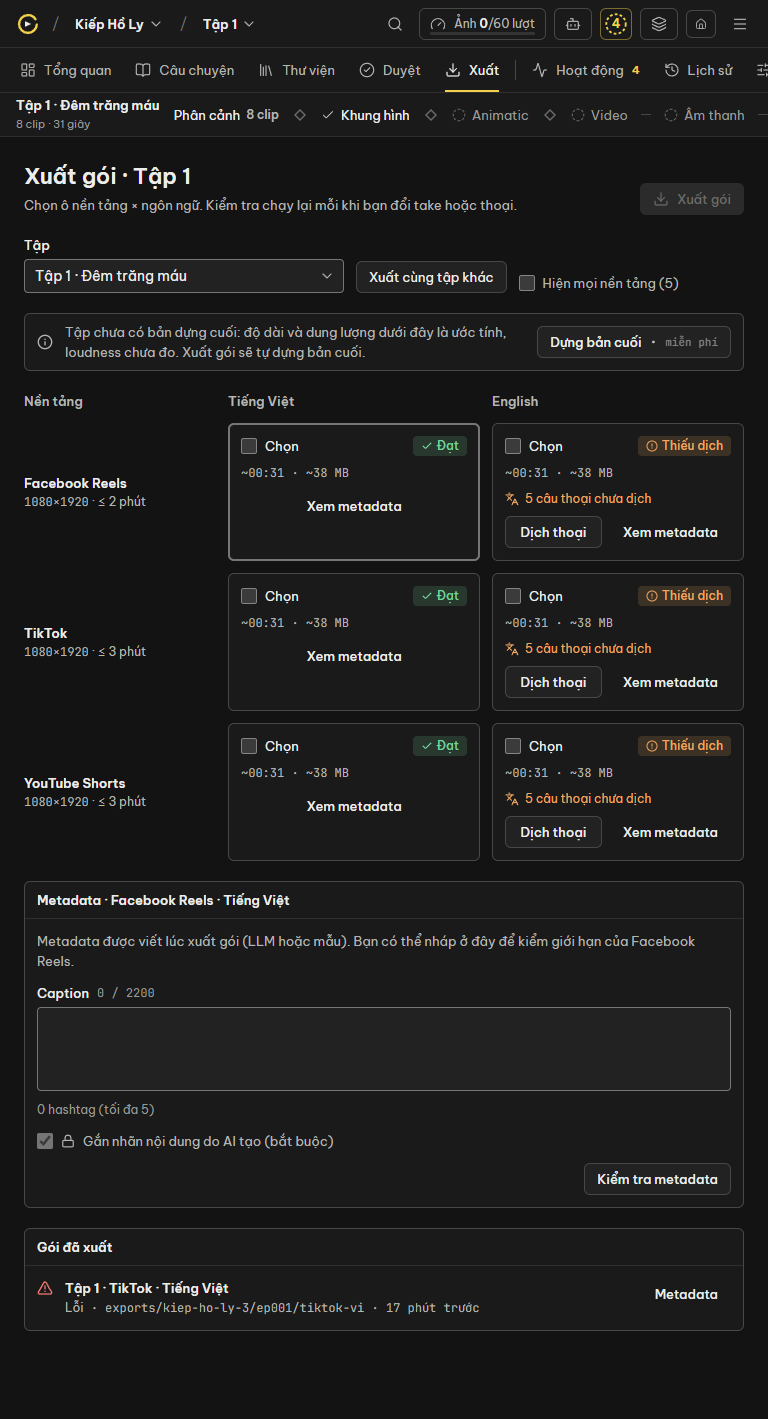 / Kiếp Hồ Ly / Tập 1 Ảnh 0/60 lượt 4
Tổng quan Câu chuyện Thư viện Duyệt Xuất Hoạt động 4 Lịch sử
Tập 1 · Đêm trăng máu
8 clip · 31 giây
Phân cảnh 8 clip Khung hình Animatic Video Âm thanh
Xuất gói · Tập 1
Chọn ô nền tảng × ngôn ngữ. Kiểm tra chạy lại mỗi khi bạn đổi take hoặc thoại.
Xuất gói
Tập
Tập 1 · Đêm trăng máu
Xuất cùng tập khác
Hiện mọi nền tảng (5)
Tập chưa có bản dựng cuối: độ dài và dung lượng dưới đây là ước tính,
loudness chưa đo. Xuất gói sẽ tự dựng bản cuối.
Dựng bản cuối · miễn phí
Nền tảng Tiếng Việt English
Facebook Reels
1080×1920 · ≤ 2 phút
Chọn Đạt
~00:31 · ~38 MB
Xem metadata
Chọn Thiếu dịch
~00:31 · ~38 MB
5 câu thoại chưa dịch
Dịch thoại Xem metadata
TikTok
1080×1920 · ≤ 3 phút
Chọn Đạt
~00:31 · ~38 MB
Xem metadata
Chọn Thiếu dịch
~00:31 · ~38 MB
5 câu thoại chưa dịch
Dịch thoại Xem metadata
YouTube Shorts
1080×1920 · ≤ 3 phút
Chọn Đạt
~00:31 · ~38 MB
Xem metadata
Chọn Thiếu dịch
~00:31 · ~38 MB
5 câu thoại chưa dịch
Dịch thoại Xem metadata
Metadata · Facebook Reels · Tiếng Việt
Metadata được viết lúc xuất gói (LLM hoặc mẫu). Bạn có thể nháp ở đây để kiểm giới hạn của Facebook
Reels.
Caption 0 / 2200
0 hashtag (tối đa 5)
Gắn nhãn nội dung do AI tạo (bắt buộc)
Kiểm tra metadata
Gói đã xuất
Tập 1 · TikTok · Tiếng Việt
Lỗi · exports/kiep-ho-ly-3/ep001/tiktok-vi · 17 phút trước
Metadata